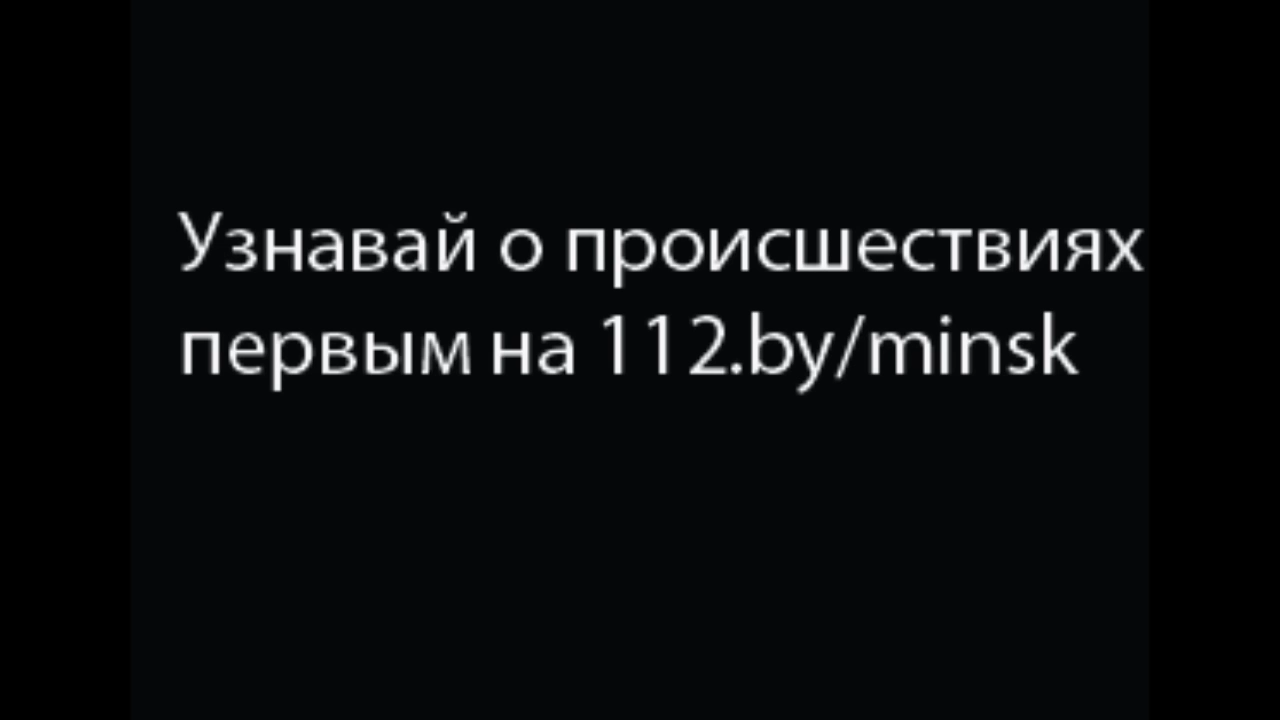 Узнавай о происшествиях
первым на 112.by/minsk